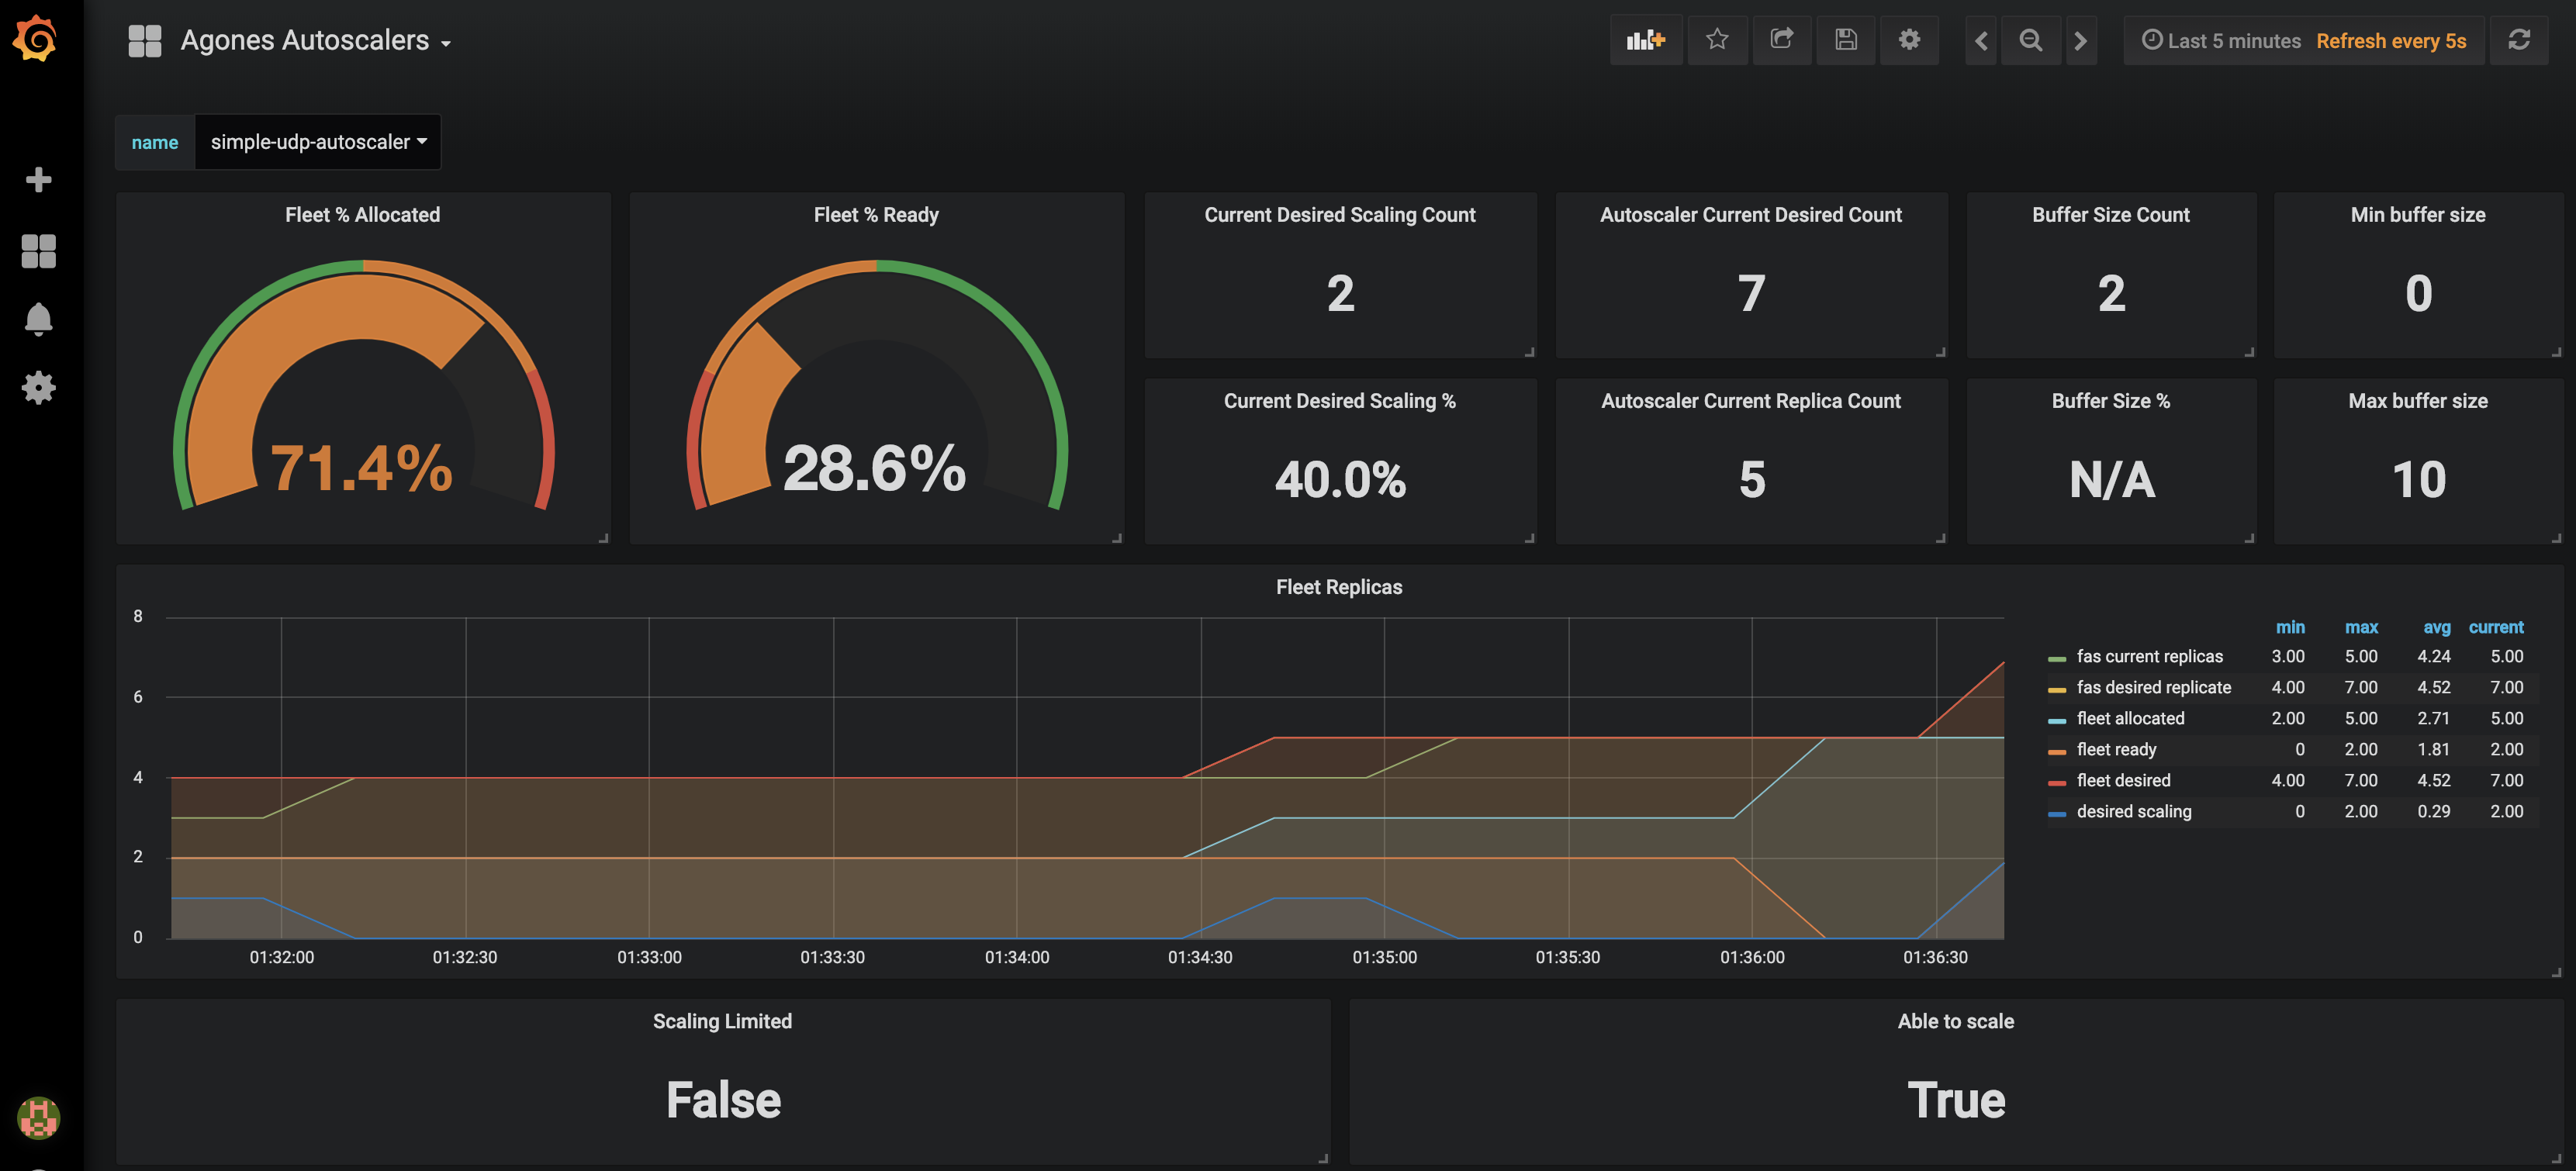 Agones Autoscalers
Last 5 minutes Refresh every 5s
name simple-udp-autoscaler
Fleet % Allocated
71.4%
Fleet % Ready
28.6%
Current Desired Scaling Count
2
Autoscaler Current Desired Count
7
Buffer Size Count
2
Min buffer size
0
Current Desired Scaling %
40.0%
Autoscaler Current Replica Count
5
Buffer Size %
N/A
Max buffer size
10
Fleet Replicas
8
6
4
2
0
01:32:00 01:32:30 01:33:00 01:33:30 01:34:00 01:34:30 01:35:00 01:35:30 01:36:00 01:36:30
min max avg current
fas current replicas 3.00 5.00 4.24 5.00
fas desired replicate 4.00 7.00 4.52 7.00
fleet allocated 2.00 5.00 2.71 5.00
fleet ready 0 2.00 1.81 2.00
fleet desired 4.00 7.00 4.52 7.00
desired scaling 0 2.00 0.29 2.00
Scaling Limited
False
Able to scale
True